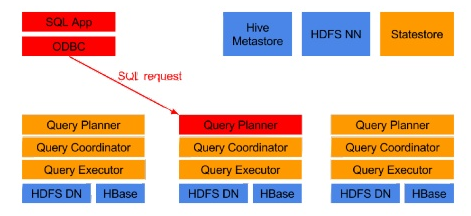 SQL App
ODBC
Hive
Metastore
HDFS NN
Statestore
SQL request
Query Planner
Query Coordinator
Query Executor
HDFS DN
HBase
Query Planner
Query Coordinator
Query Executor
HDFS DN
HBase
Query Planner
Query Coordinator
Query Executor
HDFS DN
HBase